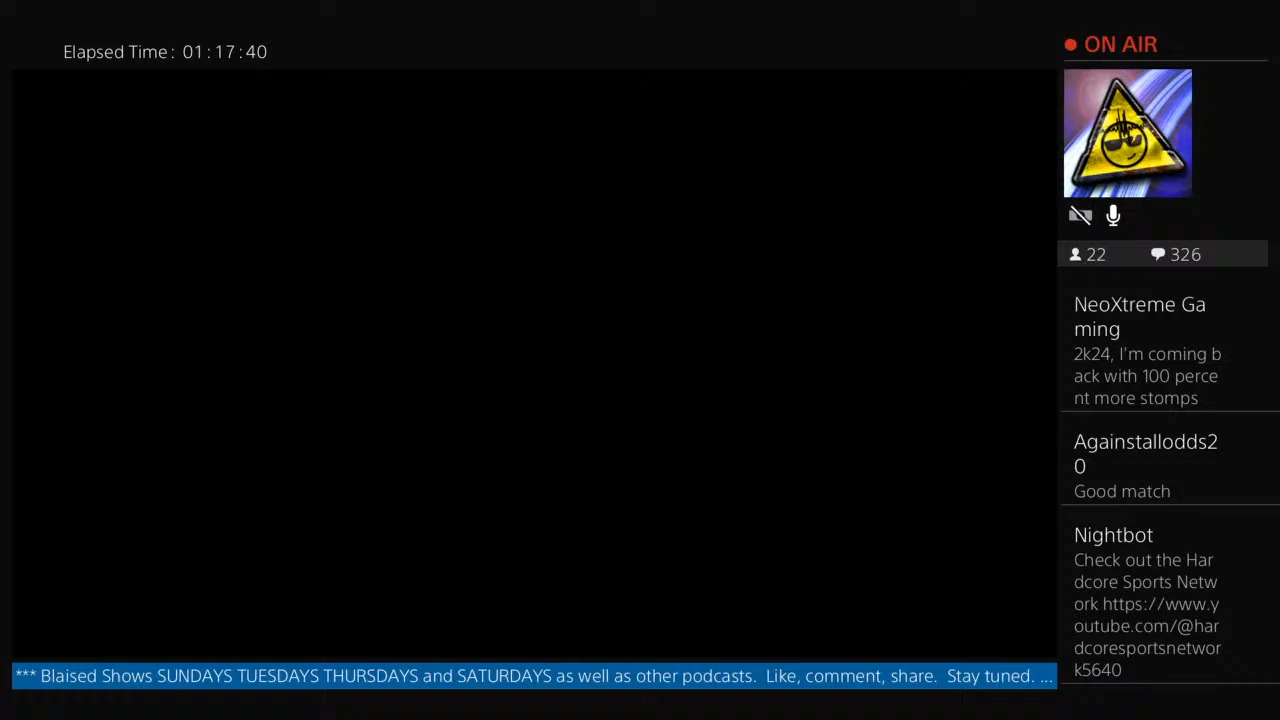 Elapsed Time: 01:17:40
ON AIR
22 326
NeoXtreme Ga
ming
2k24, I'm coming b
ack with 100 perce
nt more stomps
Againstallodds2
0
Good match
Nightbot
Check out the Har
dcore Sports Netw
ork https://www.y
outube.com/@har
dcoresportsnetwor
k5640
*** Blaised Shows SUNDAYS TUESDAYS THURSDAYS and SATURDAYS as well as other podcasts.  Like, comment, share.  Stay tuned. ...